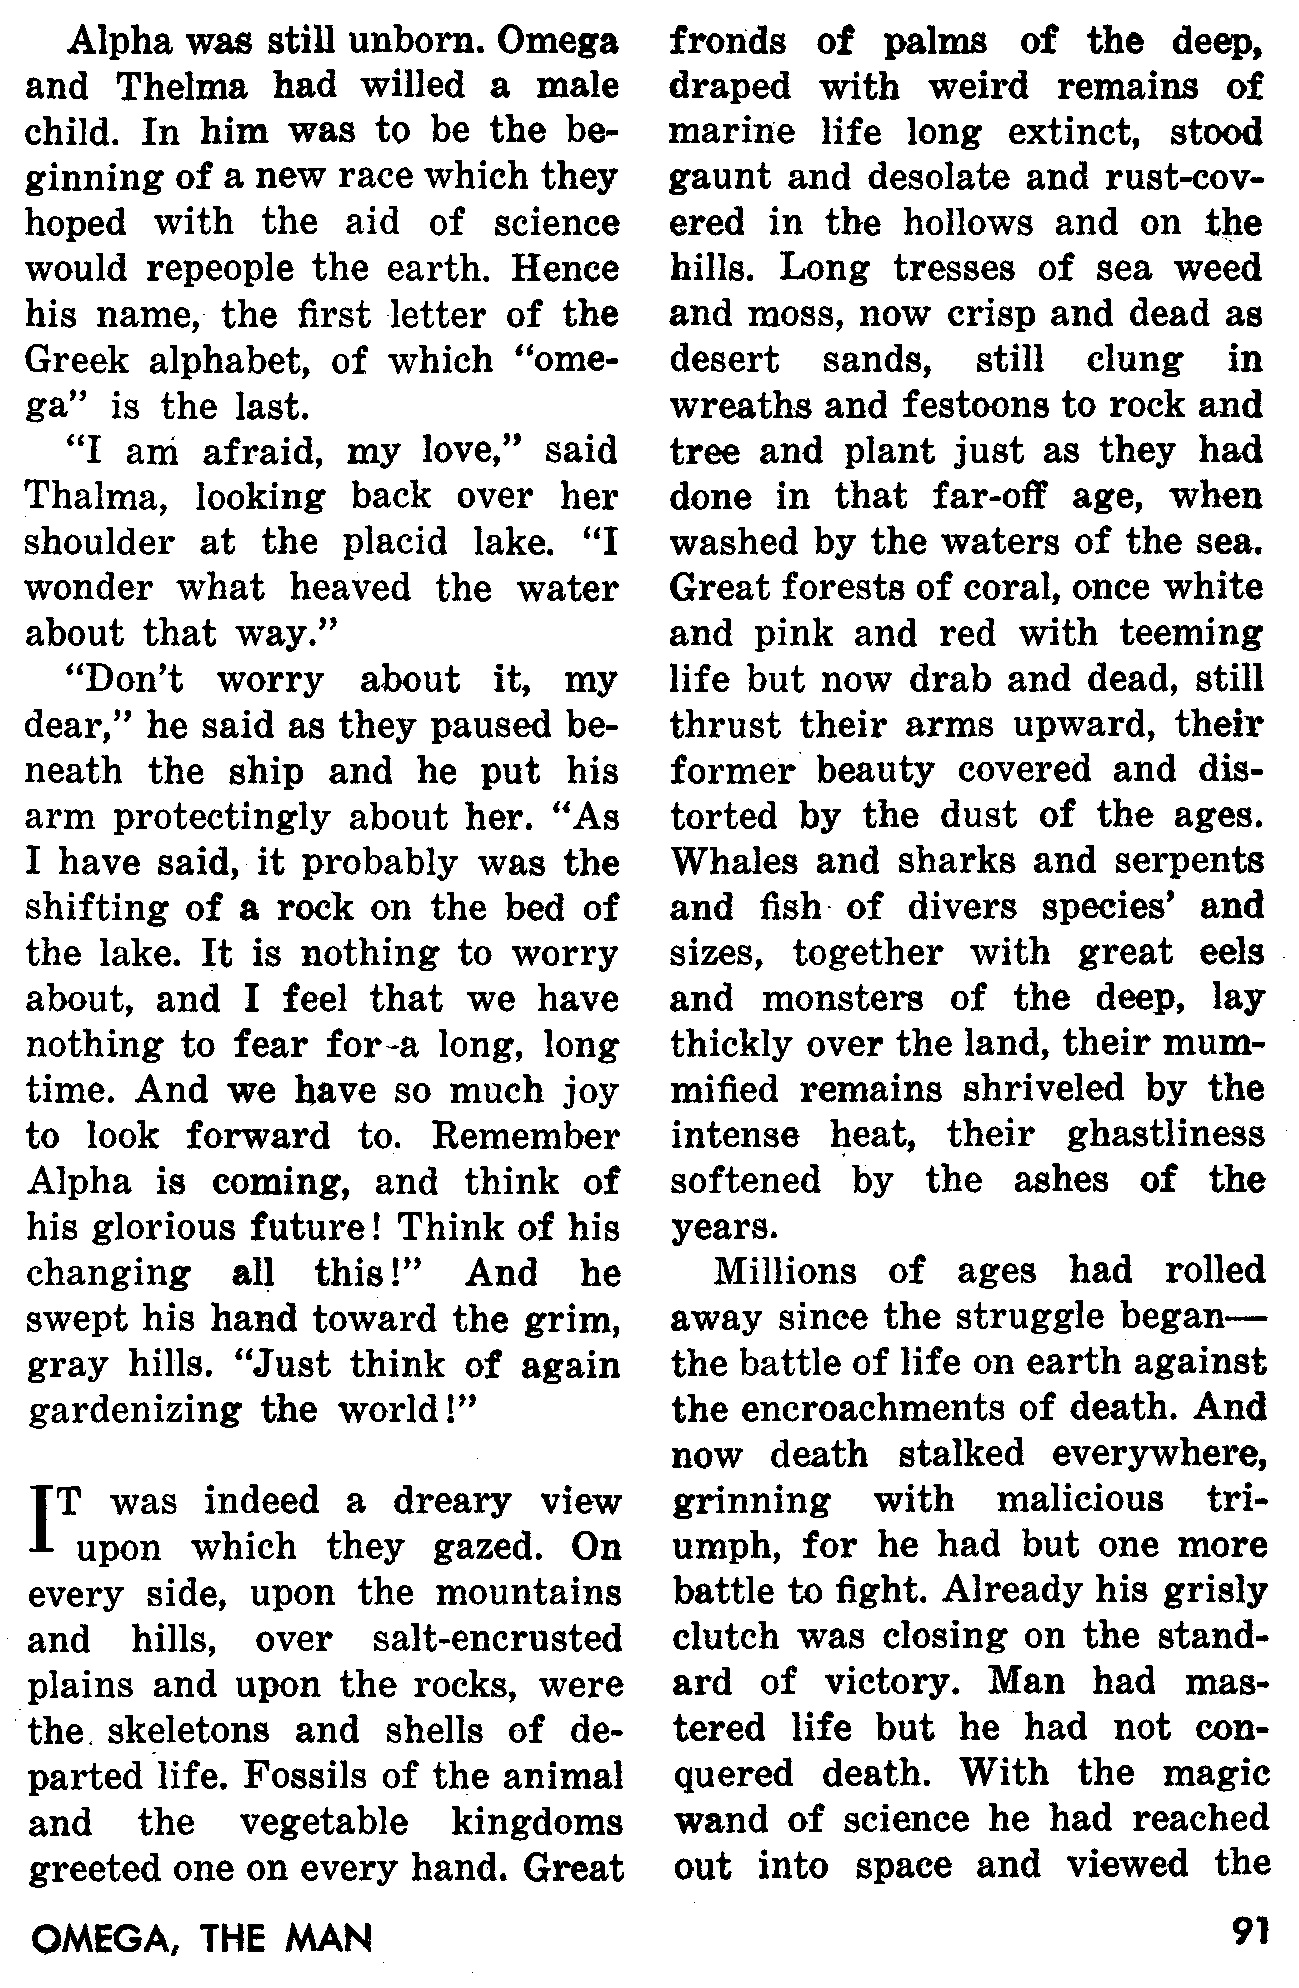 Alpha was still unborn. Omega
and Thelma had willed a male
child. In him was to be the be-
ginning of a new race which they
hoped with the aid of science
would repeople the earth. Hence
his name, the first letter of the
Greek alphabet, of which “ome-
ga” is the last.
“I am afraid, my love,” said
Thalma, looking back over her
shoulder at the placid lake. “I
wonder what heaved the water
about that way.”
“Don’t worry about it, my
dear,” he said as they paused be-
neath the ship and he put his
arm protectingly about her. “As
I have said, it probably was the
shifting of a rock on the bed of
the lake. It is nothing to worry
about, and I feel that we have
nothing to fear for a long, long
time. And we have so much joy
to look forward to. Remember
Alpha is coming, and think of
his glorious future! Think of his
changing all this!” And he
swept his hand toward the grim,
gray hills. “Just think of again
gardenizing the world!”
IT was indeed a dreary view
upon which they gazed. On
every side, upon the mountains
and hills, over salt-encrusted
plains and upon the rocks, were
the skeletons and shells of de-
parted life. Fossils of the animal
and the vegetable kingdoms
greeted one on every hand. Great
fronds of palms of the deep,
draped with weird remains of
marine life long extinct, stood
gaunt and desolate and rust-cov-
ered in the hollows and on the
hills. Long tresses of sea weed
and moss, now crisp and dead as
desert sands, still clung in
wreaths and festoons to rock and
tree and plant just as they had
done in that far-off age, when
washed by the waters of the sea.
Great forests of coral, once white
and pink and red with teeming
life but now drab and dead, still
thrust their arms upward, their
former beauty covered and dis-
torted by the dust of the ages.
Whales and sharks and serpents
and fish of divers species’ and
sizes, together with great eels
and monsters of the deep, lay
thickly over the land, their mum-
mified remains shriveled by the
intense heat, their ghastliness
softened by the ashes of the
years.
Millions of ages had rolled
away since the struggle began—
the battle of life on earth against
the encroachments of death. And
now death stalked everywhere,
grinning with malicious tri-
umph, for he had but one more
battle to fight. Already his grisly
clutch was closing on the stand-
ard of victory. Man had mas-
tered life but he had not con-
quered death. With the magic
wand of science he had reached
out into space and viewed the
OMEGA, THE MAN
91